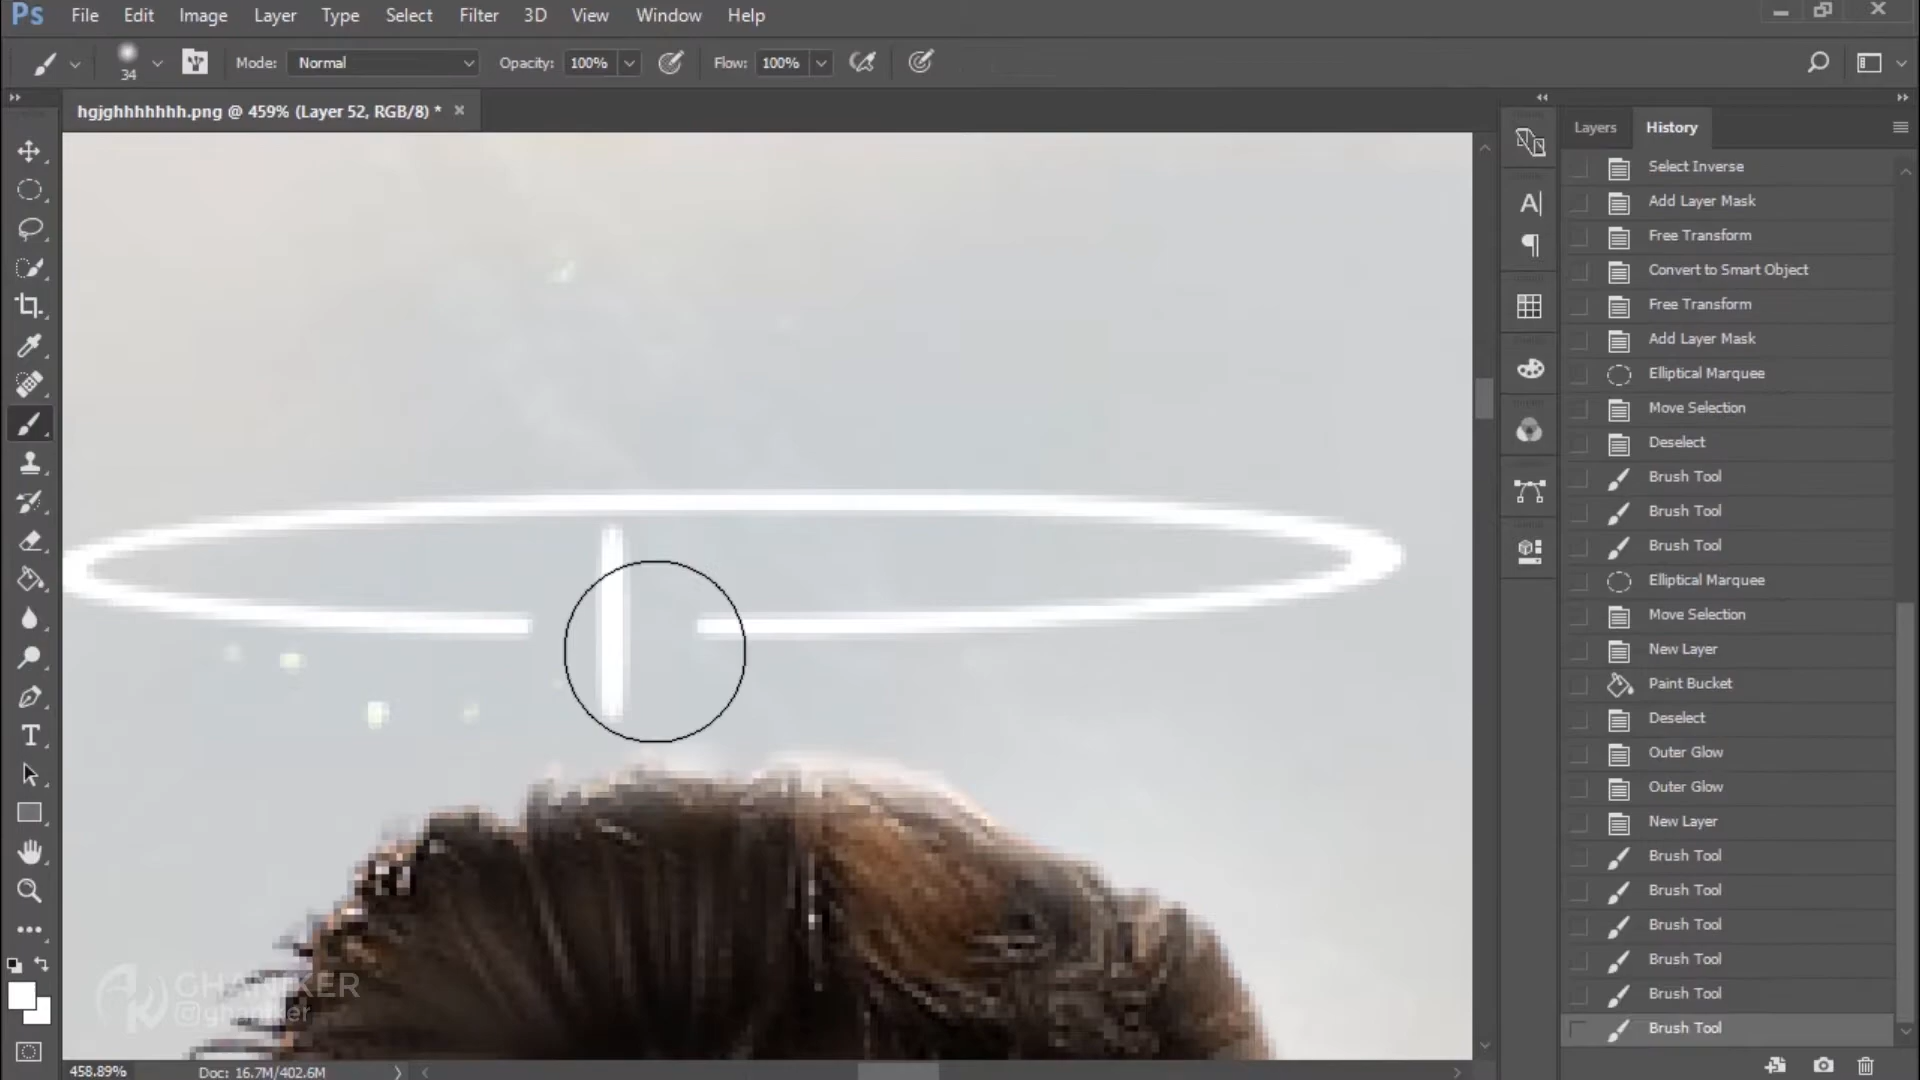 Ps File Edit Image Layer Type Select Filter 3D View Window Help
34 Mode: Normal Opacity: 100% Flow: 100%
hgjghhhhhhh.png @ 459% (Layer 52, RGB/8) *
Layers History
Select Inverse
Add Layer Mask
Free Transform
Convert to Smart Object
Free Transform
Add Layer Mask
Elliptical Marquee
Move Selection
Deselect
Brush Tool
Brush Tool
Brush Tool
Elliptical Marquee
Move Selection
New Layer
Paint Bucket
Deselect
Outer Glow
Outer Glow
New Layer
Brush Tool
Brush Tool
Brush Tool
Brush Tool
Brush Tool
Brush Tool
GHANIKER
@ghaniker
458.89% Doc: 16.7M/402.6M